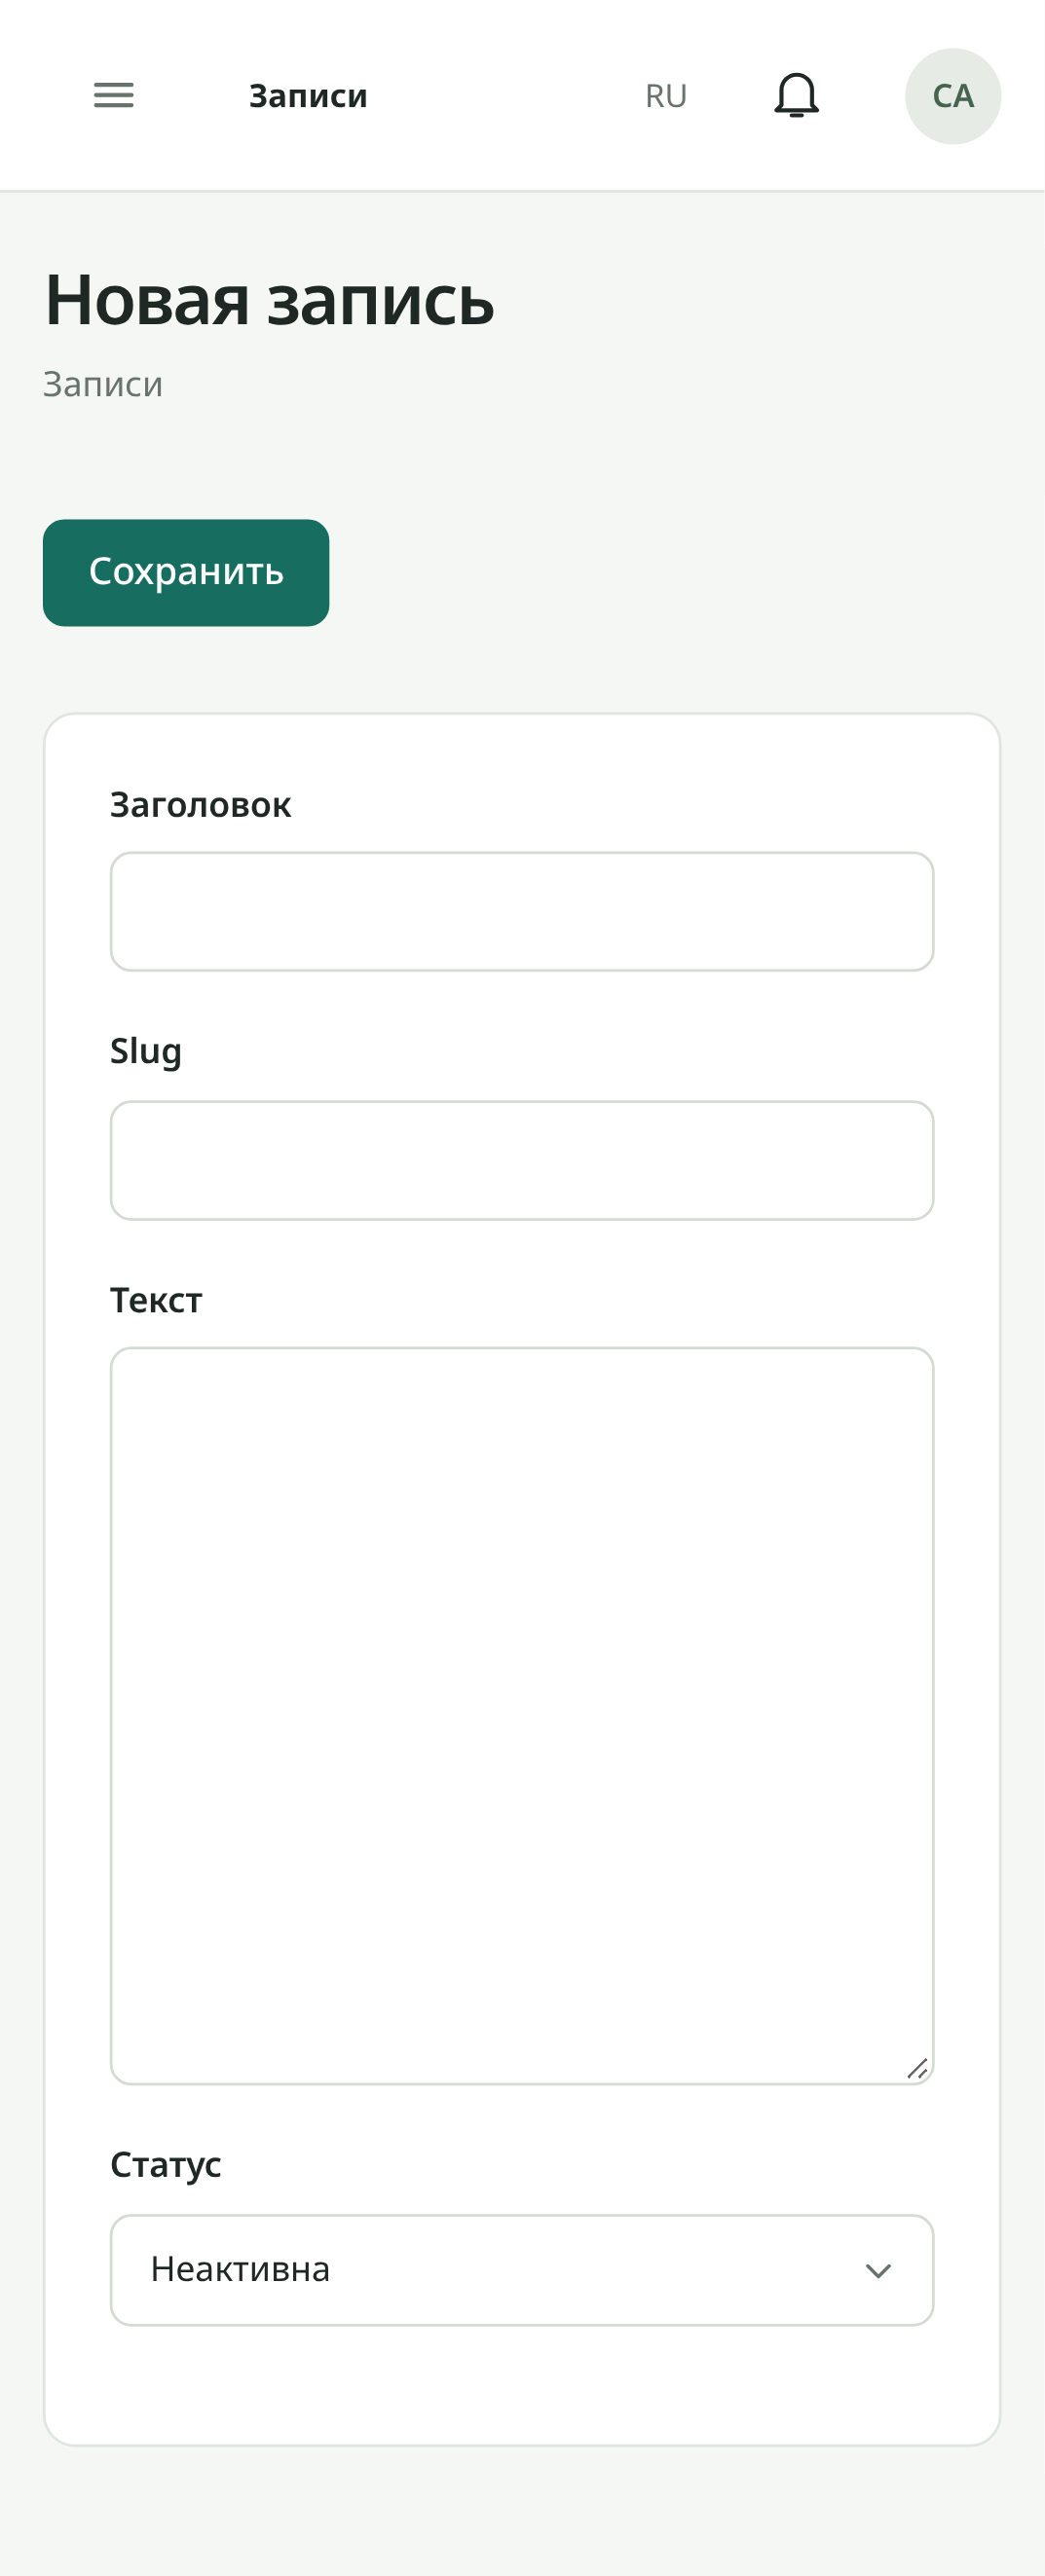 Записи
RU
CA
Новая запись
Записи
Сохранить
Заголовок
Slug
Текст
Статус
Неактивна